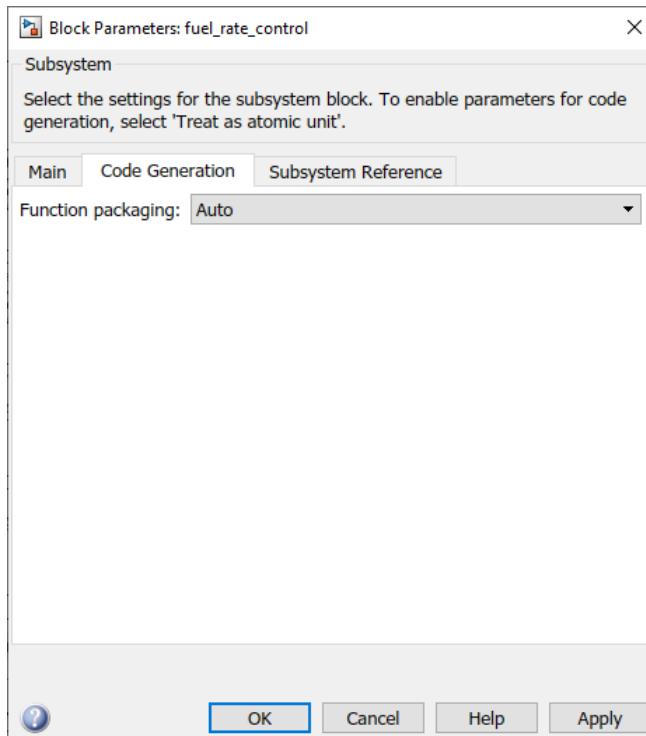 Block Parameters: fuel_rate_control
Subsystem
Select the settings for the subsystem block. To enable parameters for code
generation, select 'Treat as atomic unit'.
Main Code Generation Subsystem Reference
Function packaging: Auto
OK Cancel Help Apply